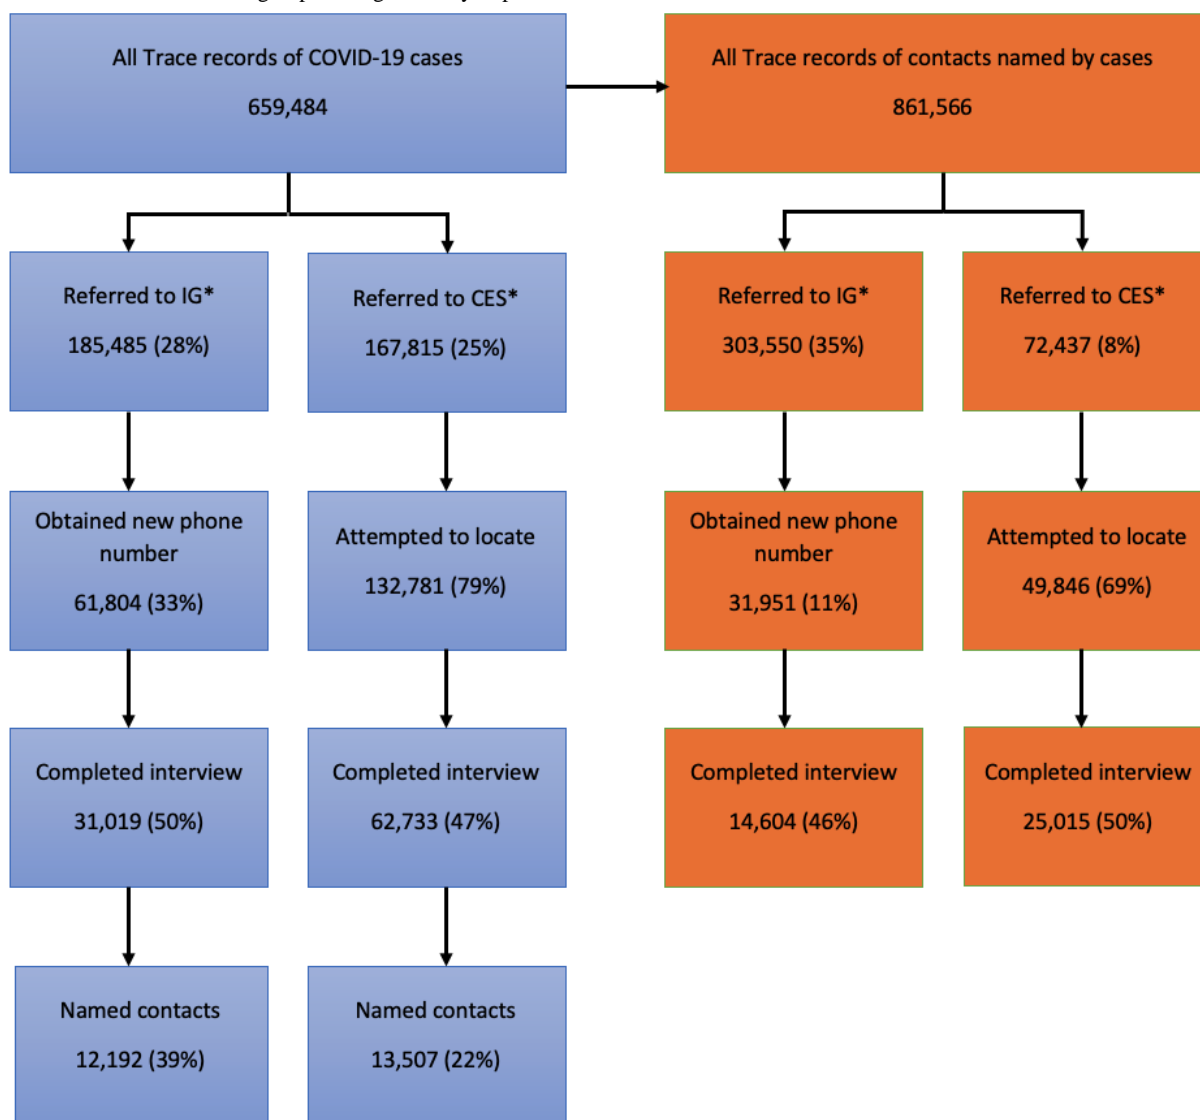 All Trace records of COVID-19 cases
659,484
All Trace records of contacts named by cases
861,566
Referred to IG*
185,485 (28%)
Referred to CES*
167,815 (25%)
Referred to IG*
303,550 (35%)
Referred to CES*
72,437 (8%)
Obtained new phone
number
61,804 (33%)
Attempted to locate
132,781 (79%)
Obtained new phone
number
31,951 (11%)
Attempted to locate
49,846 (69%)
Completed interview
31,019 (50%)
Completed interview
62,733 (47%)
Completed interview
14,604 (46%)
Completed interview
25,015 (50%)
Named contacts
12,192 (39%)
Named contacts
13,507 (22%)